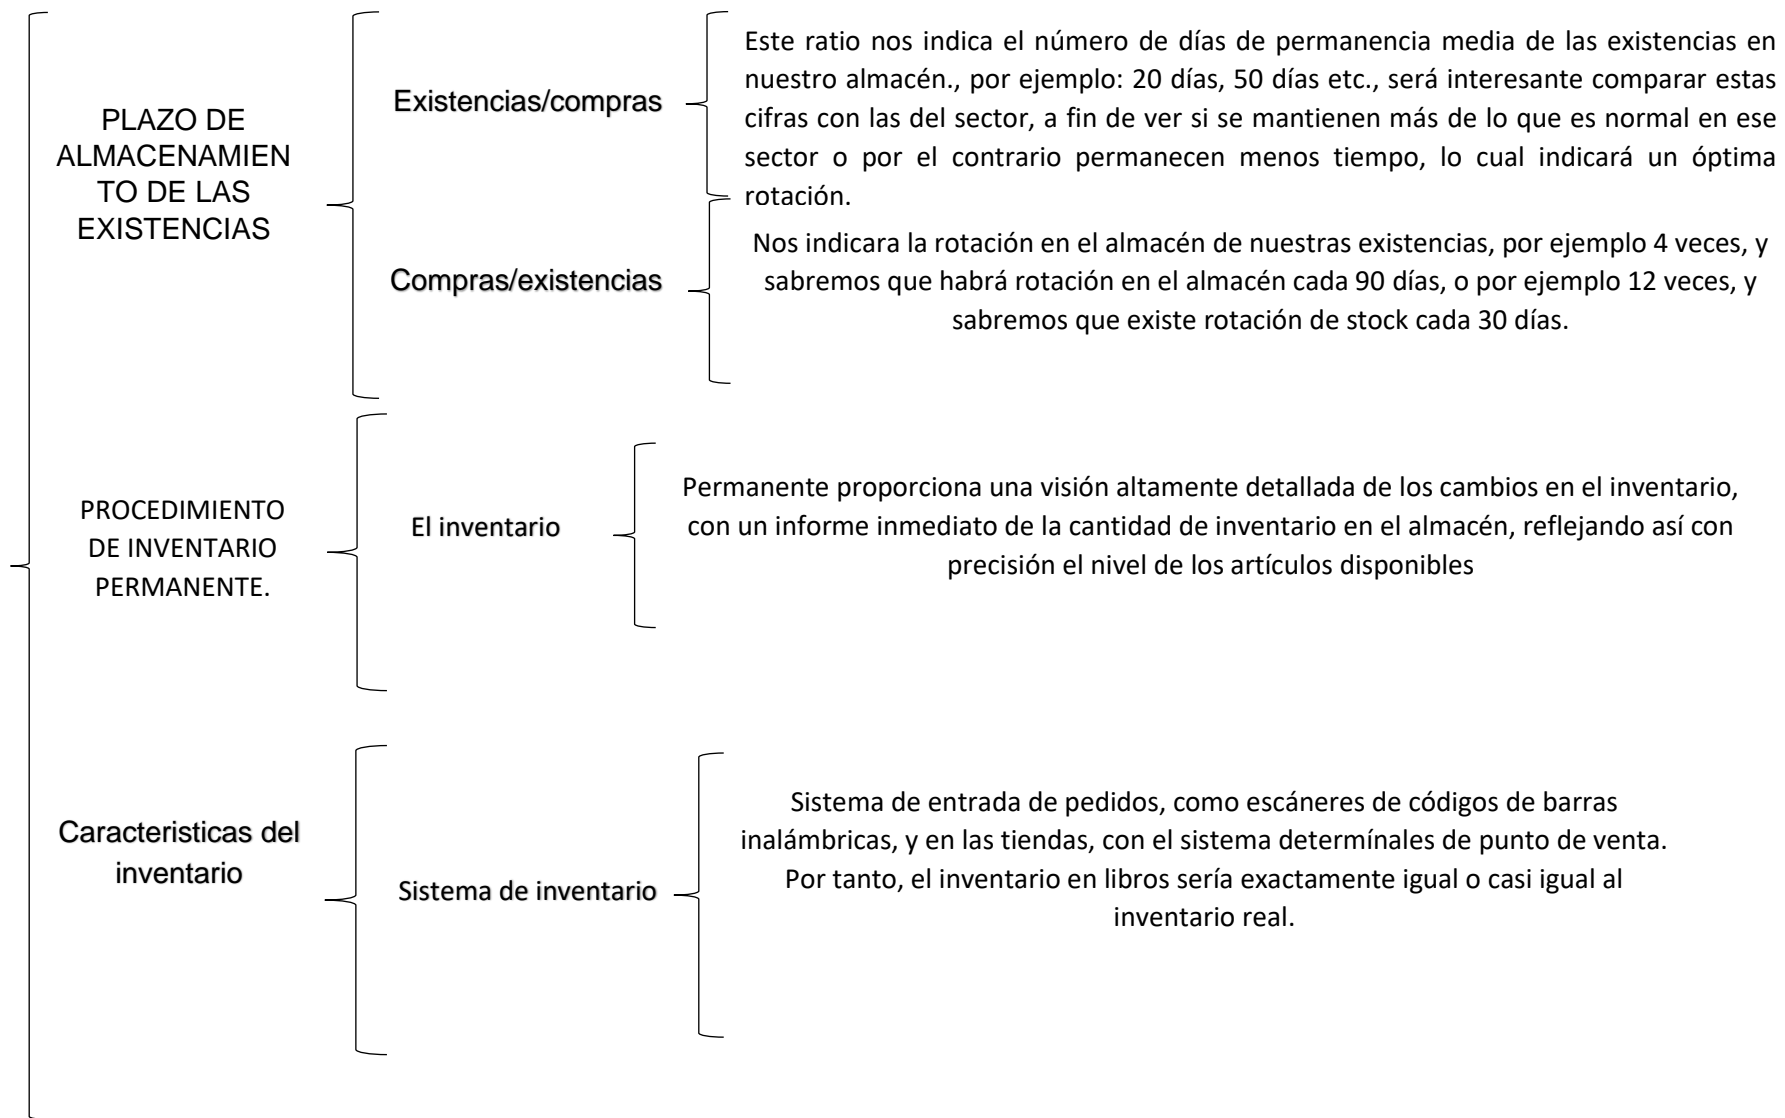 PLAZO DE
ALMACENAMIEN
TO DE LAS
EXISTENCIAS
Existencias/compras
Este ratio nos indica el número de días de permanencia media de las existencias en
nuestro almacén., por ejemplo: 20 días, 50 días etc., será interesante comparar estas
cifras con las del sector, a fin de ver si se mantienen más de lo que es normal en ese
sector o por el contrario permanecen menos tiempo, lo cual indicará un óptima
rotación.
Compras/existencias
Nos indicara la rotación en el almacén de nuestras existencias, por ejemplo 4 veces, y
sabremos que habrá rotación en el almacén cada 90 días, o por ejemplo 12 veces, y
sabremos que existe rotación de stock cada 30 días.
PROCEDIMIENTO
DE INVENTARIO
PERMANENTE.
El inventario
Permanente proporciona una visión altamente detallada de los cambios en el inventario,
con un informe inmediato de la cantidad de inventario en el almacén, reflejando así con
precisión el nivel de los artículos disponibles
Caracteristicas del
inventario
Sistema de inventario
Sistema de entrada de pedidos, como escáneres de códigos de barras
inalámbricas, y en las tiendas, con el sistema determínales de punto de venta.
Por tanto, el inventario en libros sería exactamente igual o casi igual al
inventario real.